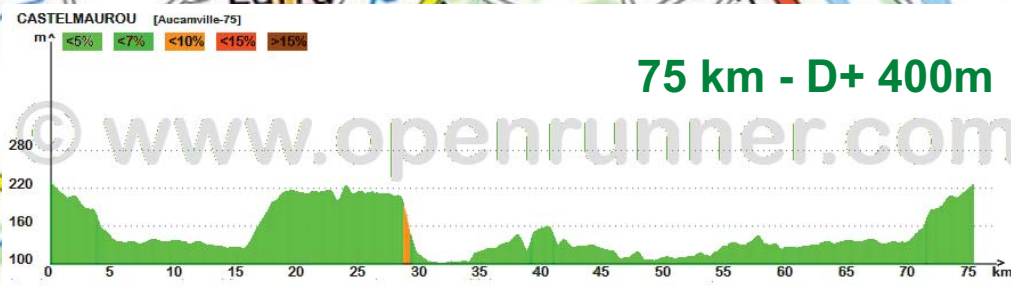 CASTELMAUROU [Aucamville-75]
m^ <5% <7% <10% <15% >15%
75 km - D+ 400m
© www.openrunner.com
280
220
160
100
0 5 10 15 20 25 30 35 40 45 50 55 60 65 70 75 km